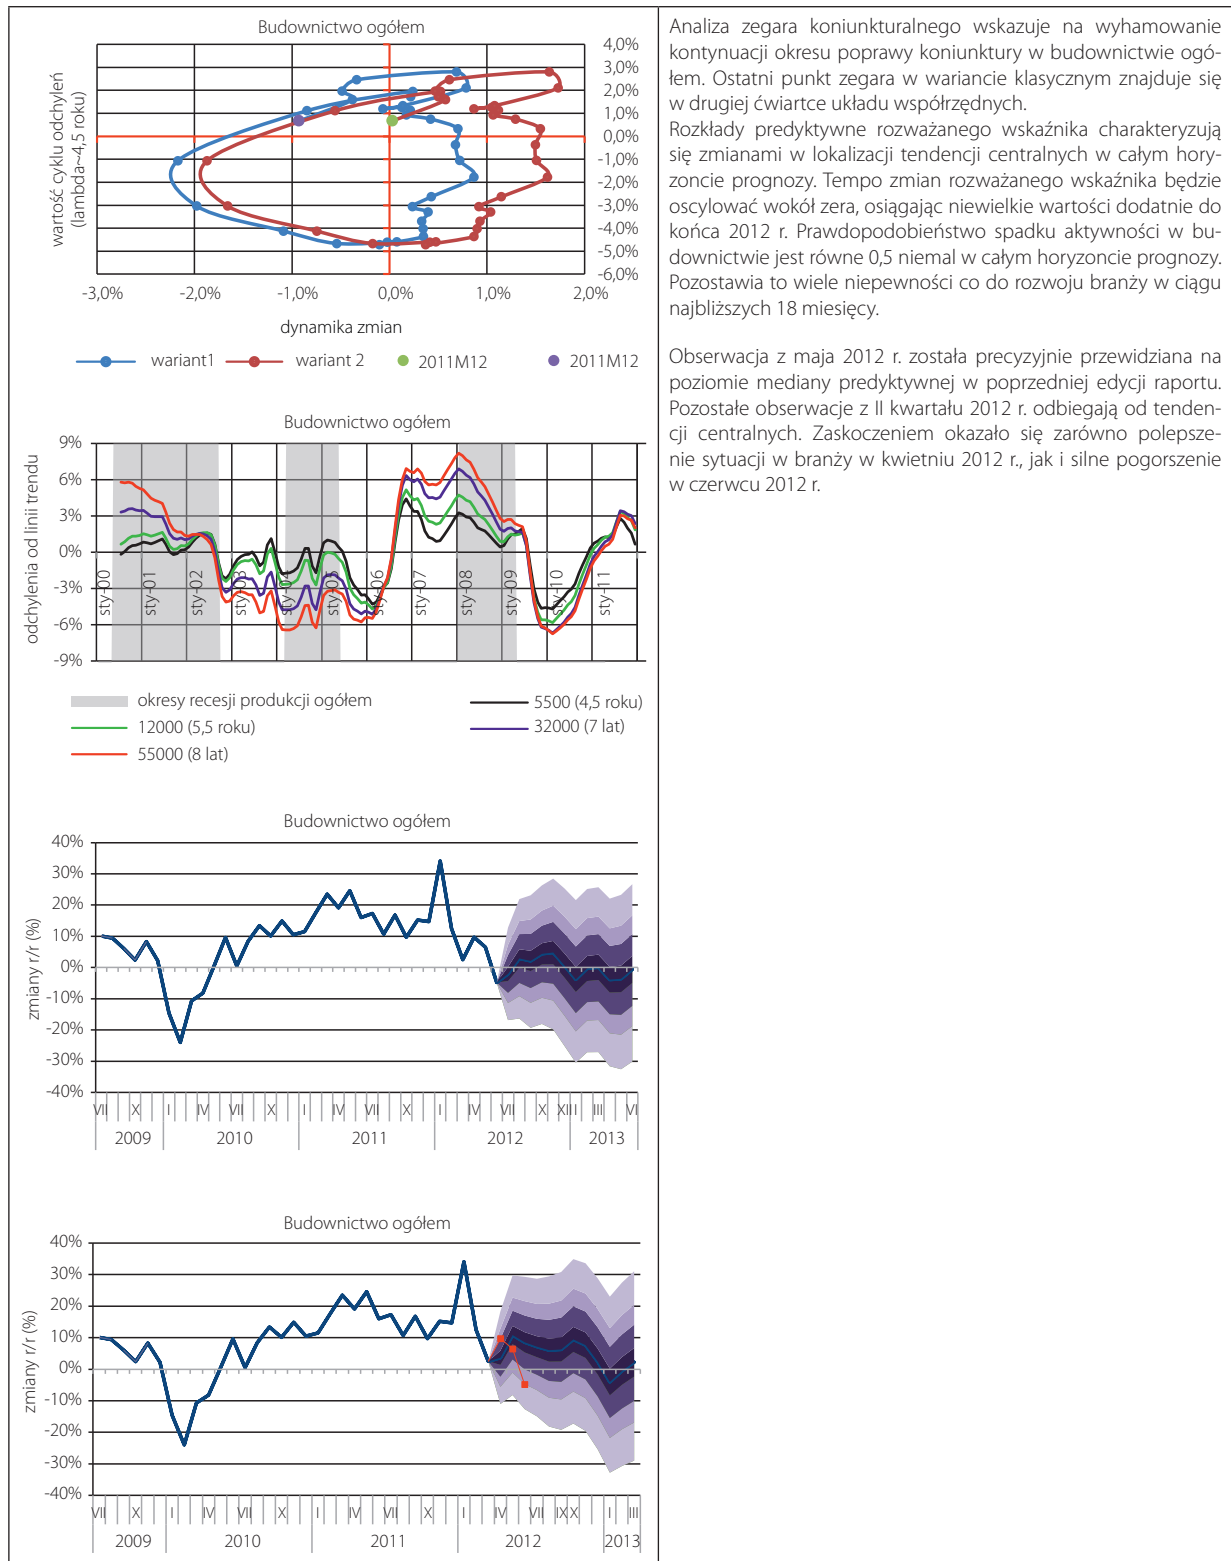 Budownictwo ogółem
wartość cyklu odchyleń
(lambda~4,5 roku)
4,0%
3,0%
2,0%
1,0%
0,0%
-1,0%
-2,0%
-3,0%
-4,0%
-5,0%
-6,0%
-3,0% -2,0% -1,0% 0,0% 1,0% 2,0%
dynamika zmian
wariant1 wariant 2 2011M12 2011M12
Budownictwo ogółem
odchylenia od linii trendu
9%
6%
3%
0%
-3%
-6%
-9%
sty-00 sty-01 sty-02 sty-03 sty-04 sty-05 sty-06 sty-07 sty-08 sty-09 sty-10 sty-11
okresy recesji produkcji ogółem 5500 (4,5 roku)
12000 (5,5 roku) 32000 (7 lat)
55000 (8 lat)
Budownictwo ogółem
zmiany r/r (%)
40%
30%
20%
10%
0%
-10%
-20%
-30%
-40%
VII X I IV VII X I IV VII X I IV VII X XII I III VI
2009 2010 2011 2012 2013
Budownictwo ogółem
zmiany r/r (%)
40%
30%
20%
10%
0%
-10%
-20%
-30%
-40%
VII X I IV VII X I IV VII X I IV VII IX X I III
2009 2010 2011 2012 2013
Analiza zegara koniunkturalnego wskazuje na wyhamowanie
kontynuacji okresu poprawy koniunktury w budownictwie ogó-
łem. Ostatni punkt zegara w wariancie klasycznym znajduje się
w drugiej ćwiartce układu współrzędnych.
Rozkłady predyktywne rozważanego wskaźnika charakteryzują
się zmianami w lokalizacji tendencji centralnych w całym hory-
zoncie prognozy. Tempo zmian rozważanego wskaźnika będzie
oscylować wokół zera, osiągając niewielkie wartości dodatnie do
końca 2012 r. Prawdopodobieństwo spadku aktywności w bu-
downictwie jest równe 0,5 niemal w całym horyzoncie prognozy.
Pozostawia to wiele niepewności co do rozwoju branży w ciągu
najbliższych 18 miesięcy.
Obserwacja z maja 2012 r. została precyzyjnie przewidziana na
poziomie mediany predyktywnej w poprzedniej edycji raportu.
Pozostałe obserwacje z II kwartału 2012 r. odbiegają od tenden-
cji centralnych. Zaskoczeniem okazało się zarówno polepsze-
nie sytuacji w branży w kwietniu 2012 r., jak i silne pogorszenie
w czerwcu 2012 r.